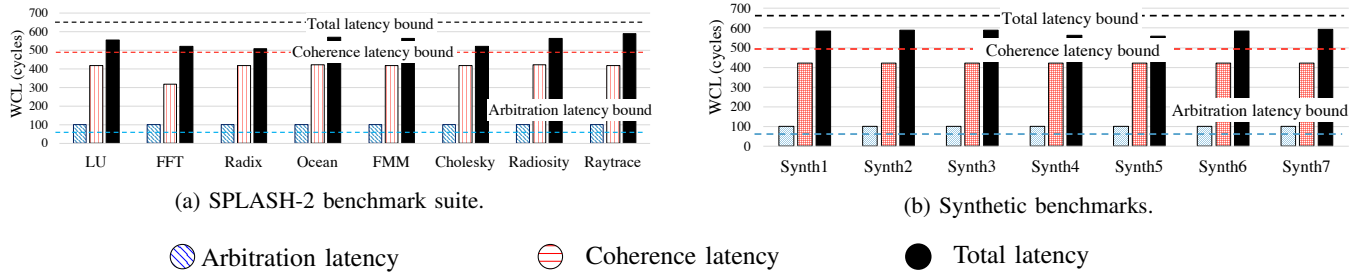 700
600
500
400
300
200
100
0
WCL (cycles)
Total latency bound
Coherence latency bound
Arbitration latency bound
LU FFT Radix Ocean FMM Cholesky Radiosity Raytrace
(a) SPLASH-2 benchmark suite.
700
600
500
400
300
200
100
0
WCL (cycles)
Total latency bound
Coherence latency bound
Arbitration latency bound
Synth1 Synth2 Synth3 Synth4 Synth5 Synth6 Synth7
(b) Synthetic benchmarks.
Arbitration latency Coherence latency Total latency